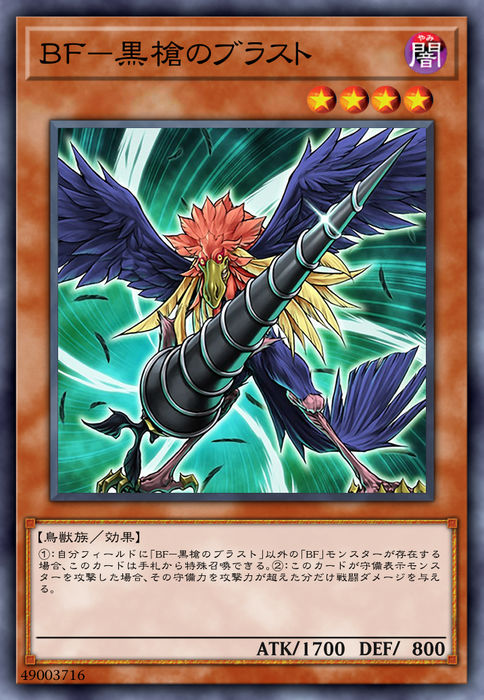 BF－黒槍のブラスト
やみ
闇
【鳥獣族／効果】
①：自分フィールドに「BF－黒槍のブラスト」以外の「BF」モンスターが存在する
場合、このカードは手札から特殊召喚できる。②：このカードが守備表示モンス
ターを攻撃した場合、その守備力を攻撃力が超えた分だけ戦闘ダメージを与え
る。
ATK/1700 DEF/ 800
49003716